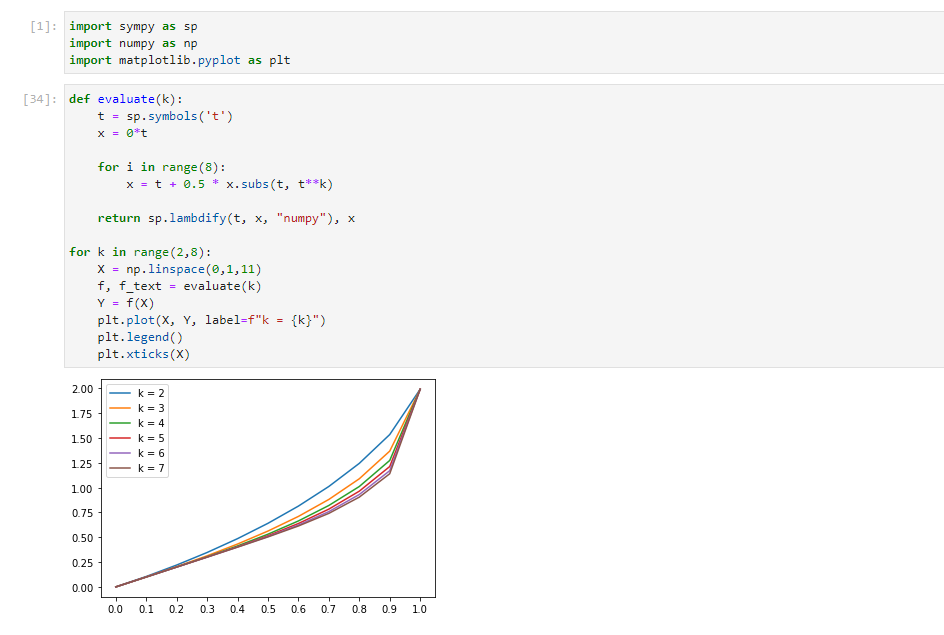 [1]: import sympy as sp
import numpy as np
import matplotlib.pyplot as plt
[34]: def evaluate(k):
t = sp.symbols('t')
x = 0*t
for i in range(8):
x = t + 0.5 * x.subs(t, t**k)
return sp.lambdify(t, x, "numpy"), x
for k in range(2,8):
X = np.linspace(0,1,11)
f, f_text = evaluate(k)
Y = f(X)
plt.plot(X, Y, label=f"k = {k}")
plt.legend()
plt.xticks(X)
2.00
1.75
1.50
1.25
1.00
0.75
0.50
0.25
0.00
k = 2
k = 3
k = 4
k = 5
k = 6
k = 7
0.0 0.1 0.2 0.3 0.4 0.5 0.6 0.7 0.8 0.9 1.0